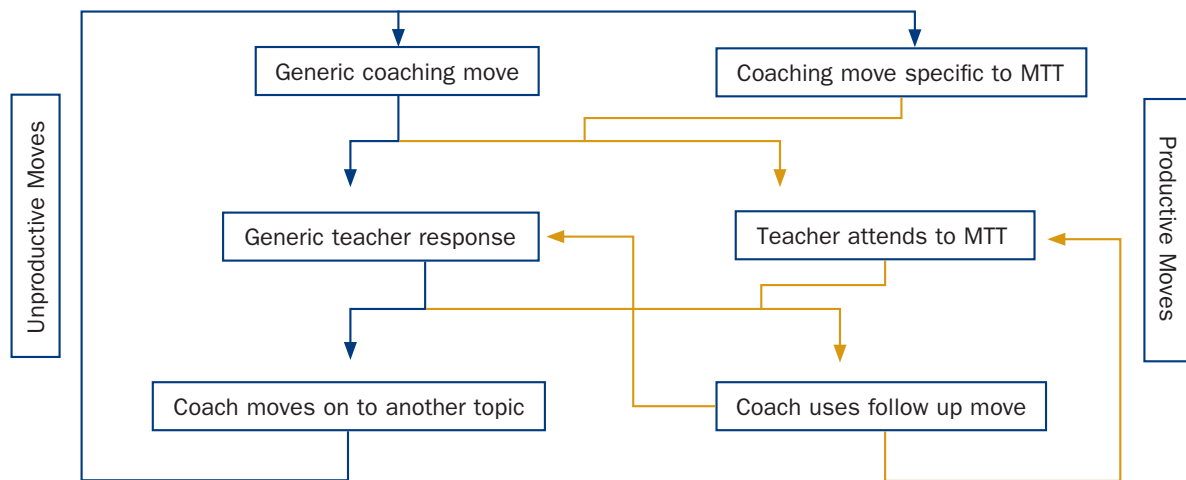 Generic coaching move
Coaching move specific to MTT
Unproductive Moves
Productive Moves
Generic teacher response
Teacher attends to MTT
Coach moves on to another topic
Coach uses follow up move